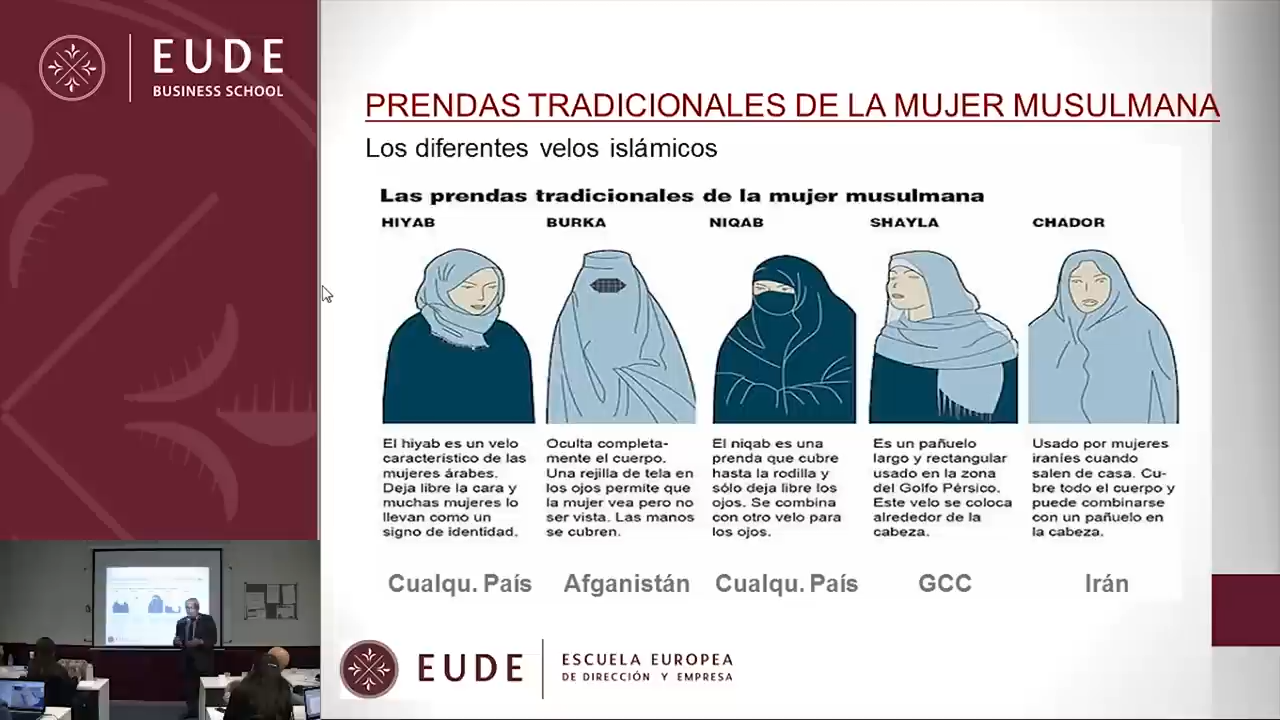 EUDE
BUSINESS SCHOOL
PRENDAS TRADICIONALES DE LA MUJER MUSULMANA
Los diferentes velos islámicos
Las prendas tradicionales de la mujer musulmana
HIYAB
El hiyab es un velo
característico de las
mujeres árabes.
Deja libre la cara y
muchas mujeres lo
llevan como un
signo de identidad.
Cualqu. País
BURKA
Oculta completa-
mente el cuerpo.
Una rejilla de tela en
los ojos permite que
la mujer vea pero no
ser vista. Las manos
se cubren.
Afganistán
NIQAB
El niqab es una
prenda que cubre
hasta la rodilla y
sólo deja libre los
ojos. Se combina
con otro velo para
los ojos.
Cualqu. País
SHAYLA
Es un pañuelo
largo y rectangular
usado en la zona
del Golfo Pérsico.
Este velo se coloca
alrededor de la
cabeza.
GCC
CHADOR
Usado por mujeres
iraníes cuando
salen de casa. Cu-
bre todo el cuerpo y
puede combinarse
con un pañuelo en
la cabeza.
Irán
EUDE
ESCUELA EUROPEA
DE DIRECCIÓN Y EMPRESA